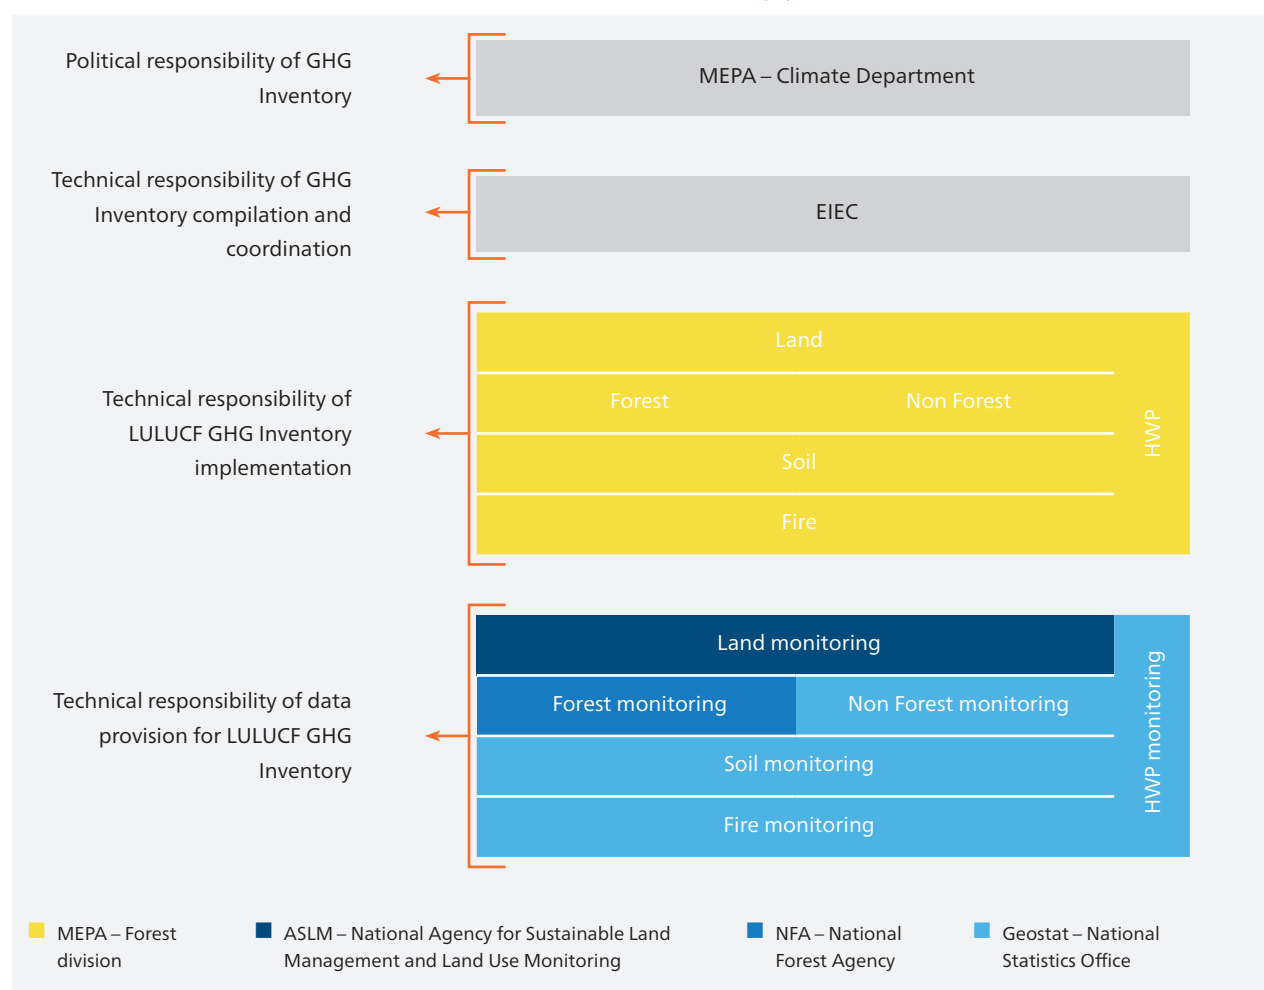 Political responsibility of GHG
Inventory
MEPA – Climate Department
Technical responsibility of GHG
Inventory compilation and
coordination
EIEC
Technical responsibility of
LULUCF GHG Inventory
implementation
Land
Forest
Non Forest
Soil
Fire
HWP
Technical responsibility of data
provision for LULUCF GHG
Inventory
Land monitoring
Forest monitoring
Non Forest monitoring
Soil monitoring
Fire monitoring
HWP monitoring
MEPA – Forest
division
ASLM – National Agency for Sustainable Land
Management and Land Use Monitoring
NFA – National
Forest Agency
Geostat – National
Statistics Office